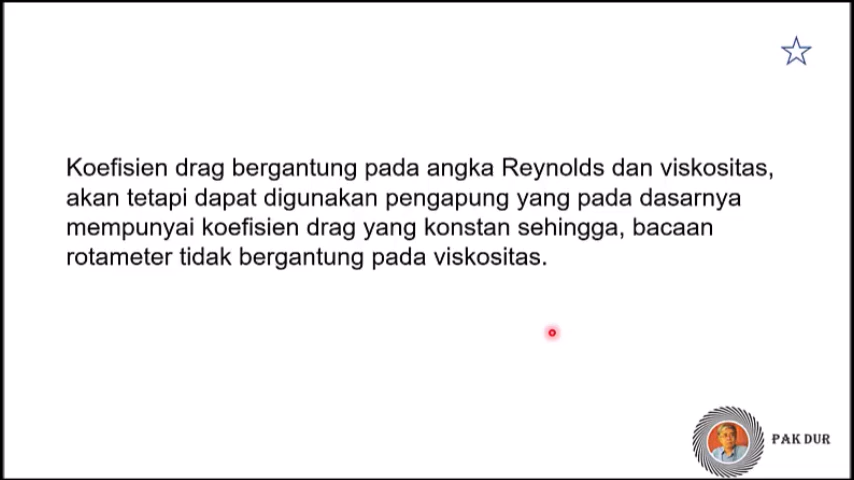 Koefisien drag bergantung pada angka Reynolds dan viskositas,
akan tetapi dapat digunakan pengapung yang pada dasarnya
mempunyai koefisien drag yang konstan sehingga, bacaan
rotameter tidak bergantung pada viskositas.
PAK DUR